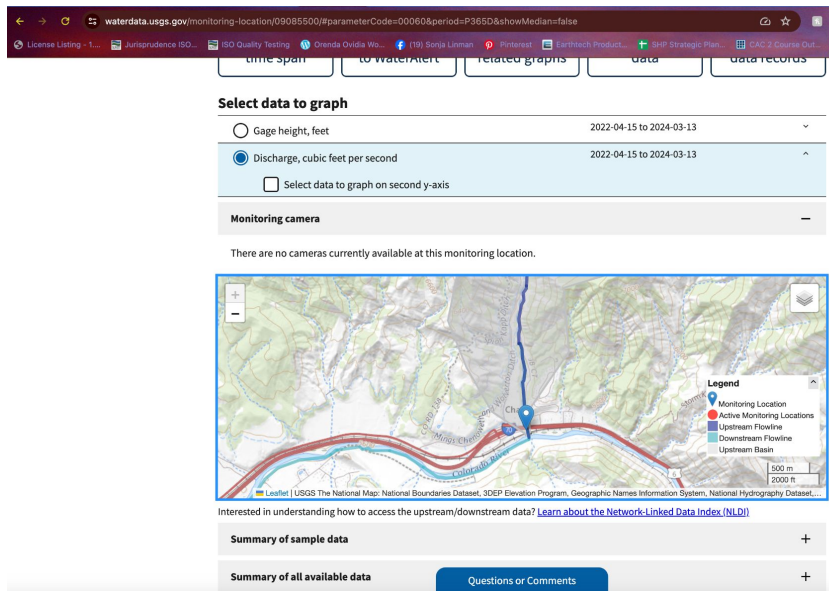 waterdata.usgs.gov/monitoring-location/09085500/#parameterCode=00060&period=P365D&showMedian=false
License Listing - 1.... Jurisprudence ISO... ISO Quality Testing Orenda Ovidia Wo... (19) Sonja Linman Pinterest Earthtech Product... SHP Strategic Plan... CAC 2 Course Out...
time span to WaterAlert related graphs data data records
Select data to graph
Gage height, feet 2022-04-15 to 2024-03-13
Discharge, cubic feet per second 2022-04-15 to 2024-03-13
Select data to graph on second y-axis
Monitoring camera
There are no cameras currently available at this monitoring location.
+
−
Legend
Monitoring Location
Active Monitoring Locations
Upstream Flowline
Downstream Flowline
Upstream Basin
Cha
70
Mings Chenoweth
Colorado River
6
500 m
2000 ft
Leaflet | USGS The National Map: National Boundaries Dataset, 3DEP Elevation Program, Geographic Names Information System, National Hydrography Dataset,...
Interested in understanding how to access the upstream/downstream data? Learn about the Network-Linked Data Index (NLDI)
Summary of sample data +
Summary of all available data +
Questions or Comments